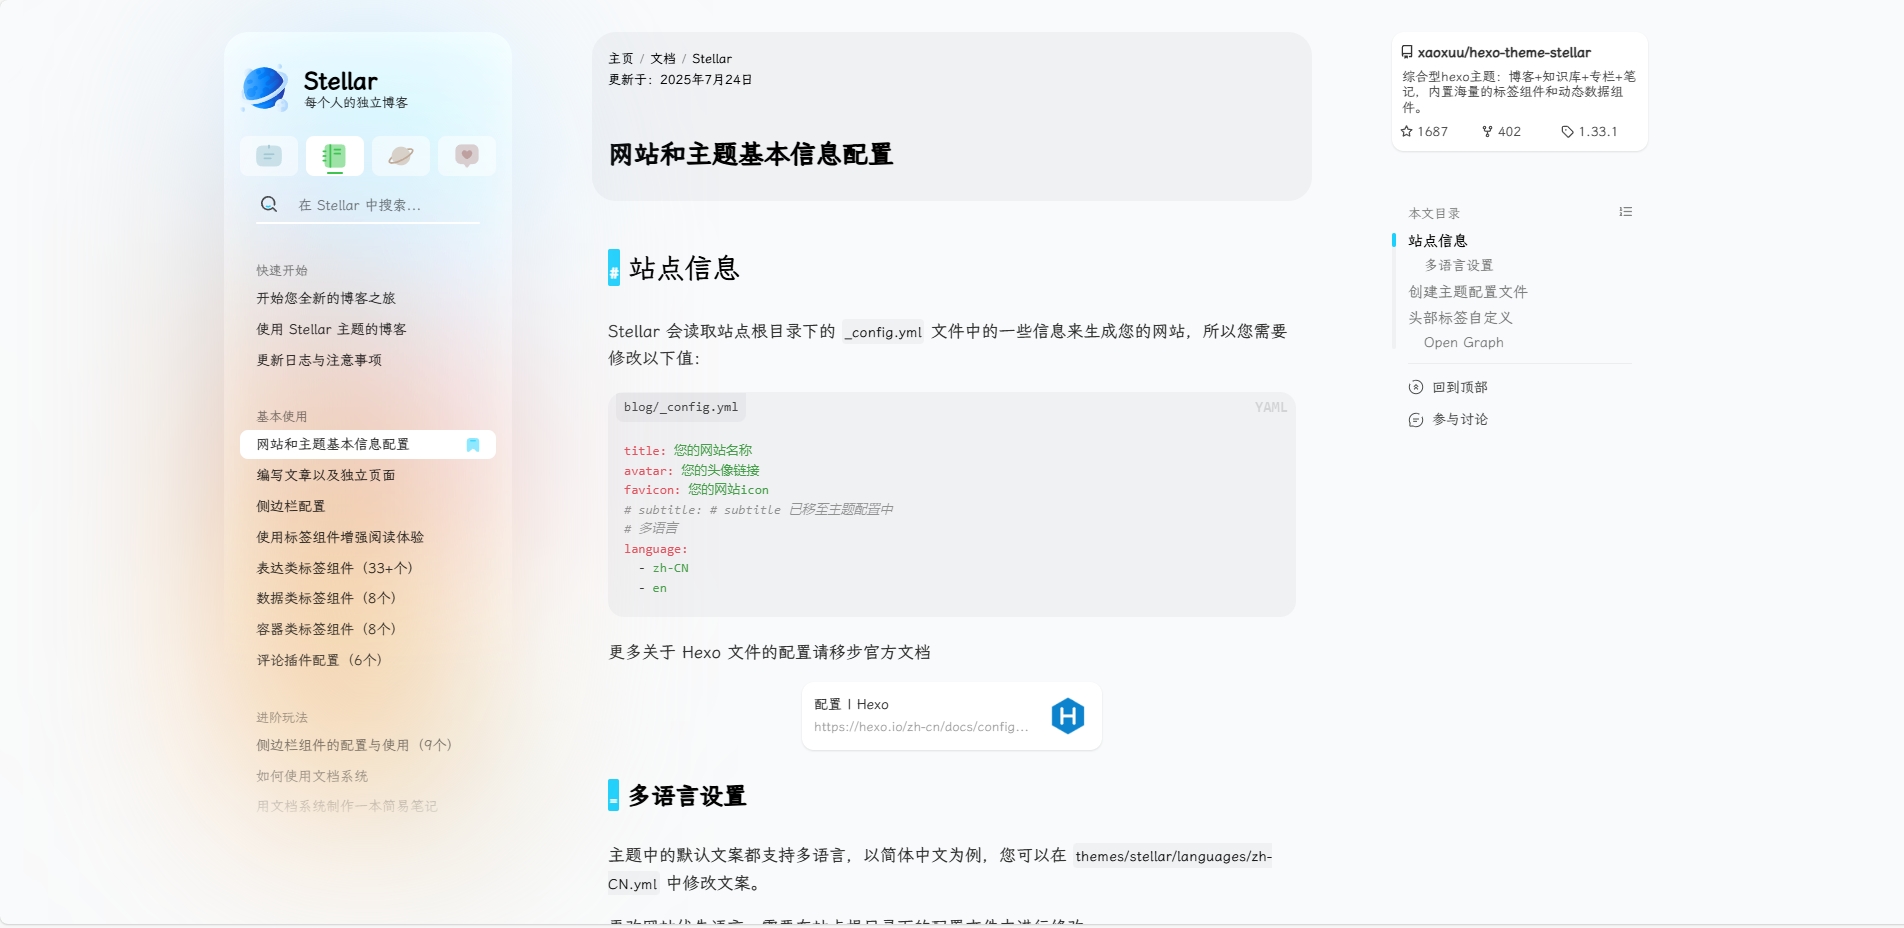 Stellar
每个人的独立博客
在 Stellar 中搜索...
快速开始
开始您全新的博客之旅
使用 Stellar 主题的博客
更新日志与注意事项
基本使用
网站和主题基本信息配置
编写文章以及独立页面
侧边栏配置
使用标签组件增强阅读体验
表达类标签组件（33+个）
数据类标签组件（8个）
容器类标签组件（8个）
评论插件配置（6个）
进阶玩法
侧边栏组件的配置与使用（9个）
如何使用文档系统
用文档系统制作一本简易笔记
主页 / 文档 / Stellar
更新于：2025年7月24日
网站和主题基本信息配置
# 站点信息
Stellar 会读取站点根目录下的 _config.yml 文件中的一些信息来生成您的网站，所以您需要
修改以下值：
blog/_config.yml
YAML
title: 您的网站名称
avatar: 您的头像链接
favicon: 您的网站icon
# subtitle: # subtitle 已移至主题配置中
# 多语言
language:
- zh-CN
- en
更多关于 Hexo 文件的配置请移步官方文档
配置 | Hexo
https://hexo.io/zh-cn/docs/config...
多语言设置
主题中的默认文案都支持多语言，以简体中文为例，您可以在 themes/stellar/languages/zh-
CN.yml 中修改文案。
xaoxuu/hexo-theme-stellar
综合型hexo主题：博客+知识库+专栏+笔
记，内置海量的标签组件和动态数据组
件。
1687 402 1.33.1
本文目录
站点信息
多语言设置
创建主题配置文件
头部标签自定义
Open Graph
回到顶部
参与讨论